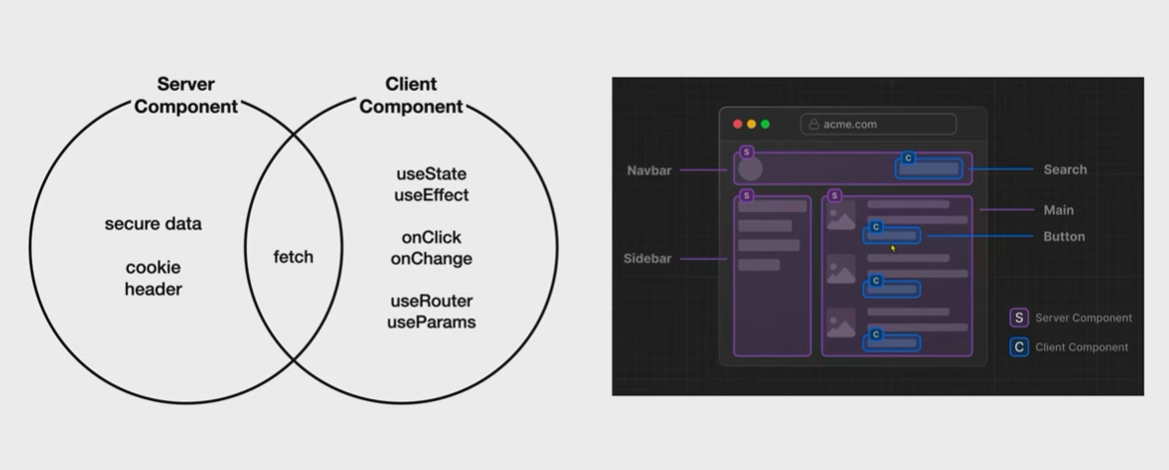 Server
Component
Client
Component
secure data
cookie
header
fetch
useState
useEffect
onClick
onChange
useRouter
useParams
acme.com
S
C
Navbar
Search
S
S
Main
C
Button
Sidebar
C
C
S Server Component
C Client Component